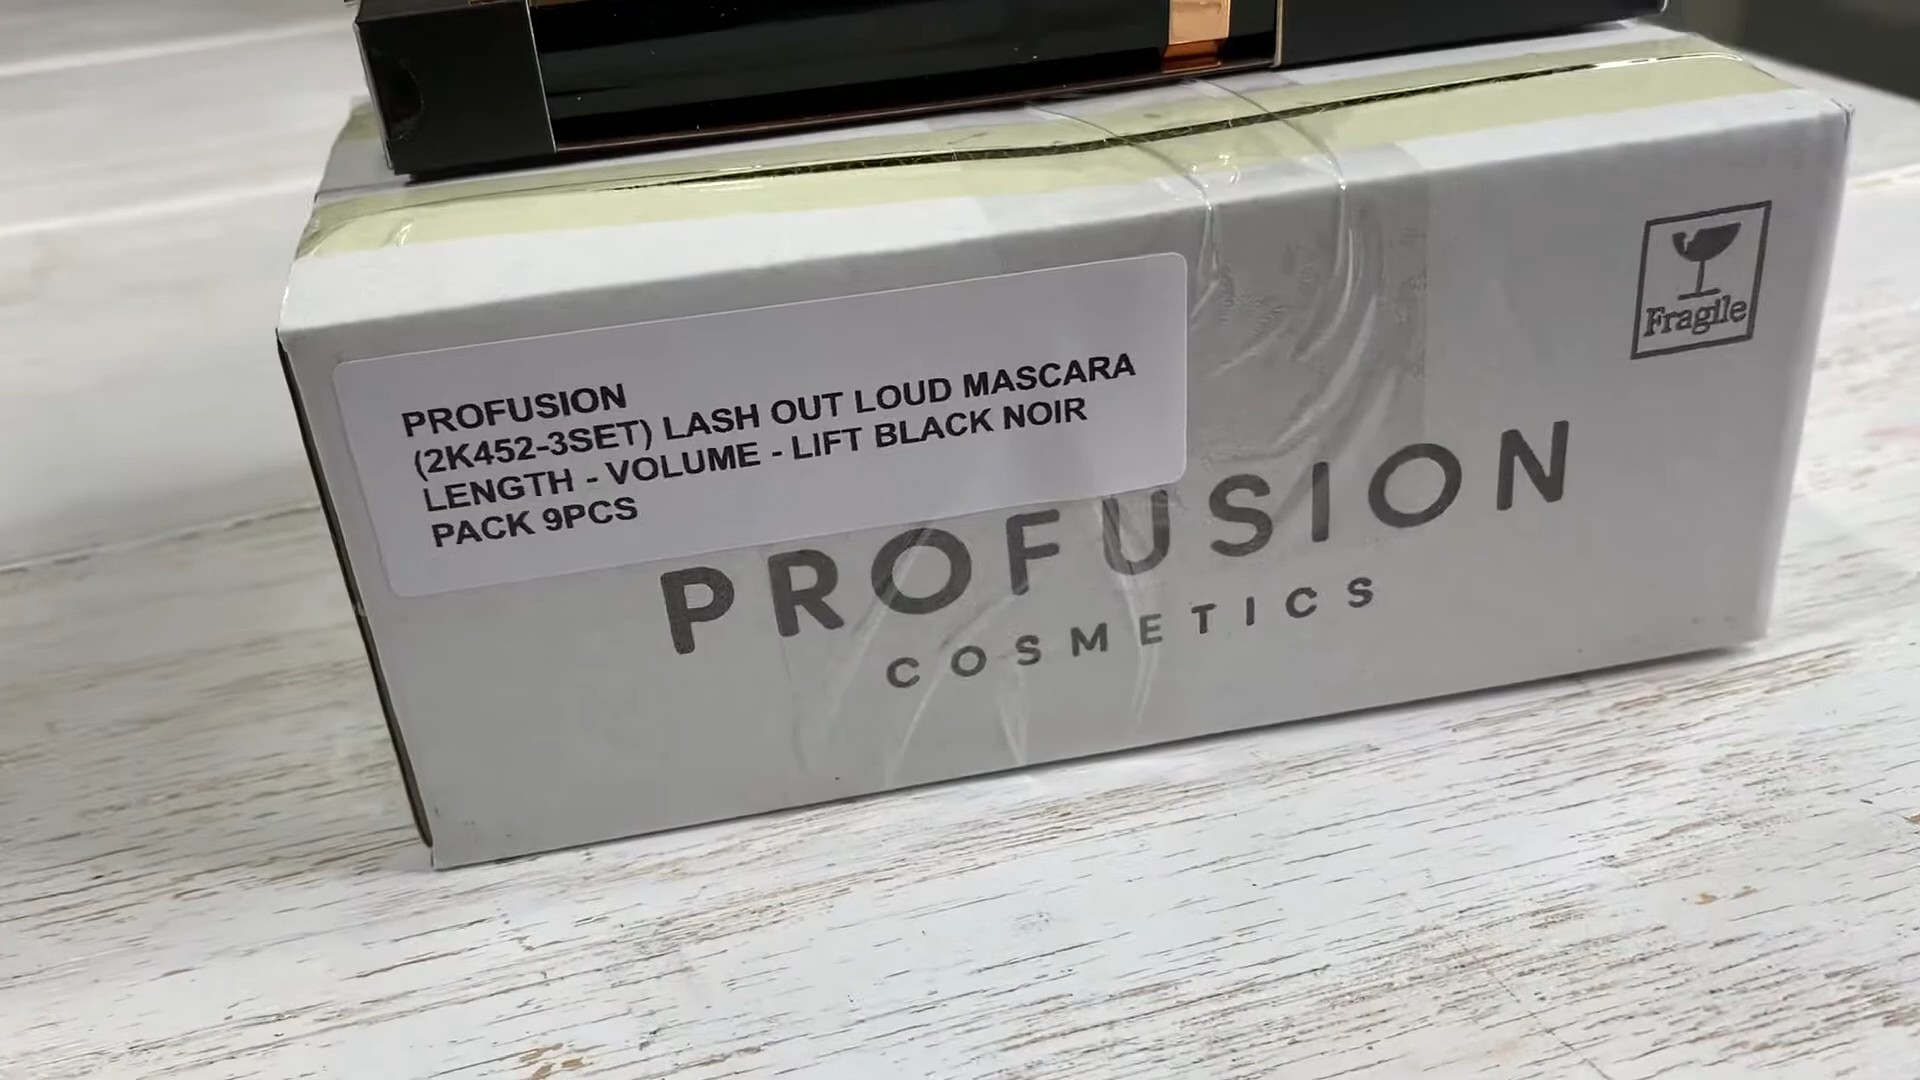 Fragile
PROFUSION
(2K452-3SET) LASH OUT LOUD MASCARA
LENGTH - VOLUME - LIFT BLACK NOIR
PACK 9PCS
PROFUSION
COSMETICS